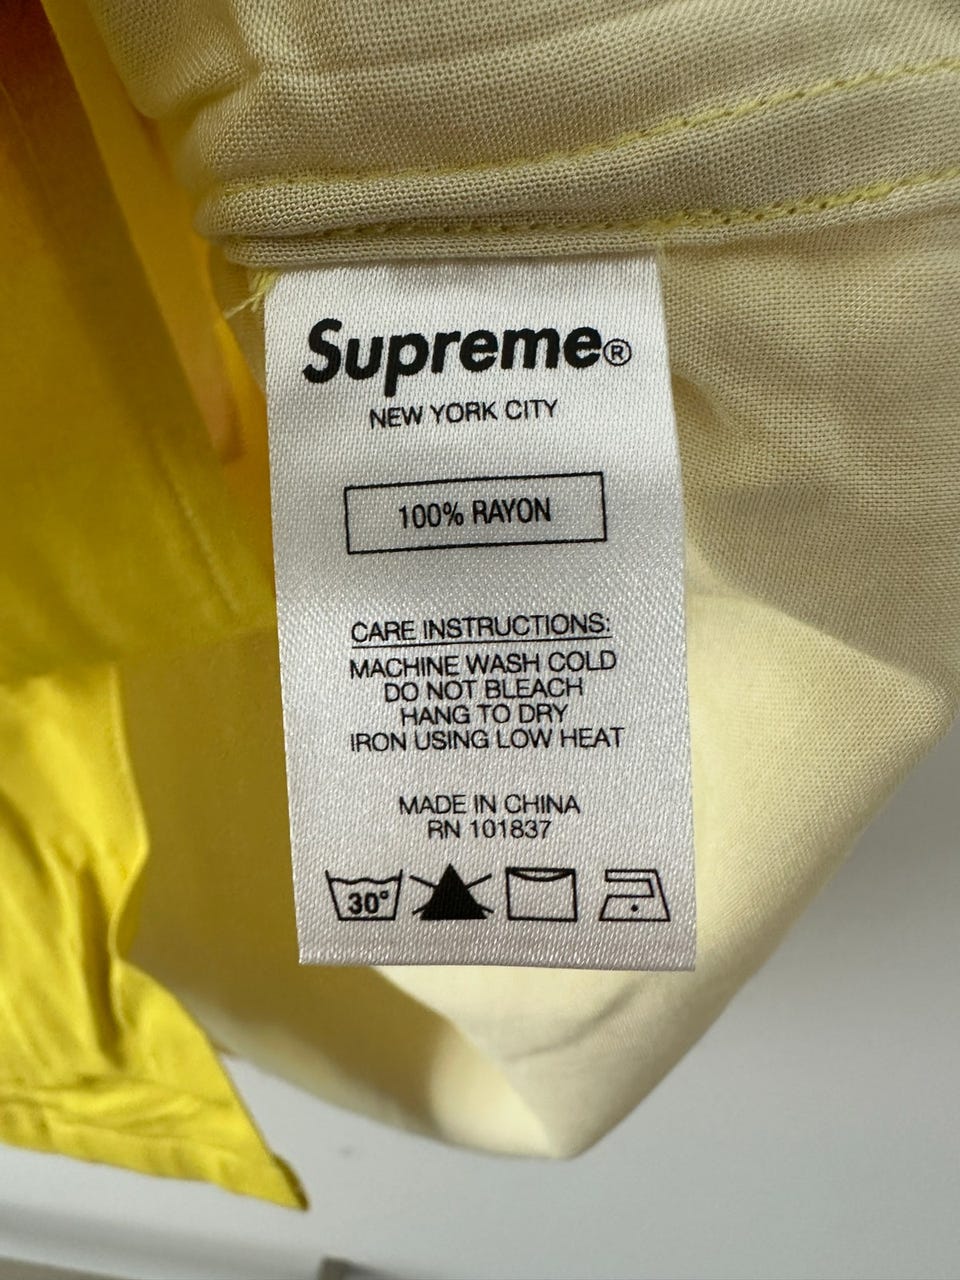 Supreme®
NEW YORK CITY
100% RAYON
CARE INSTRUCTIONS:
MACHINE WASH COLD
DO NOT BLEACH
HANG TO DRY
IRON USING LOW HEAT
MADE IN CHINA
RN 101837
30°